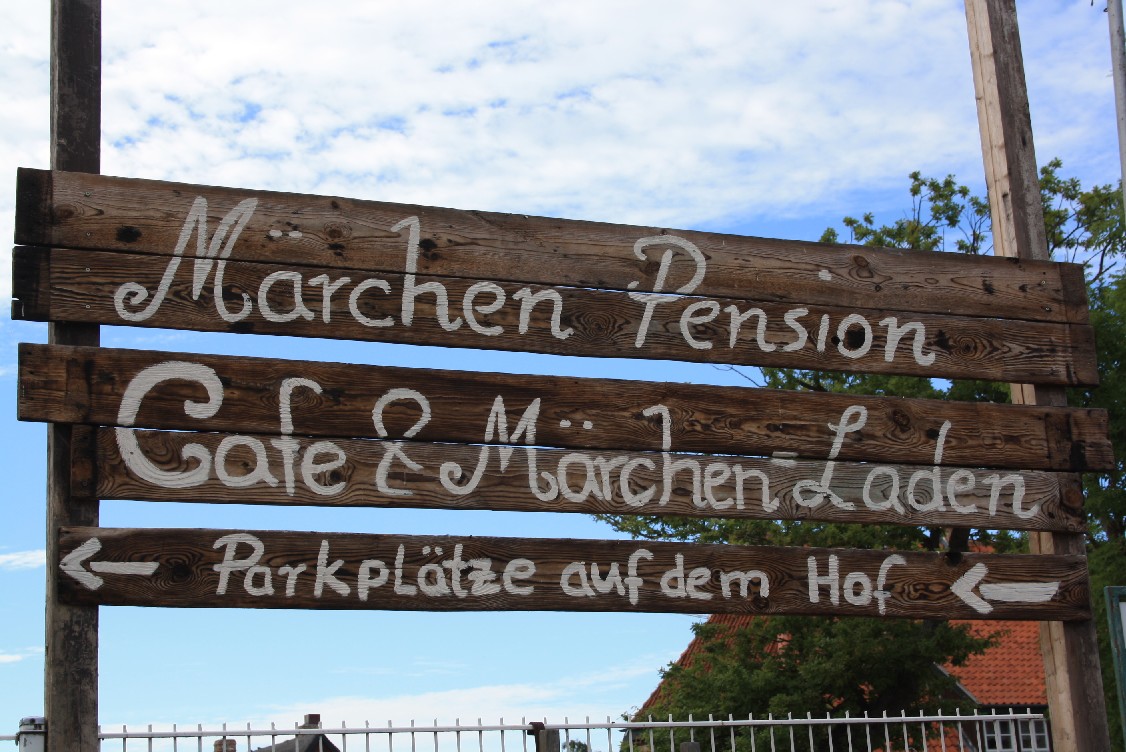 Märchen Pension
Cafe & Märchen-Laden
← Parkplätze auf dem Hof ←